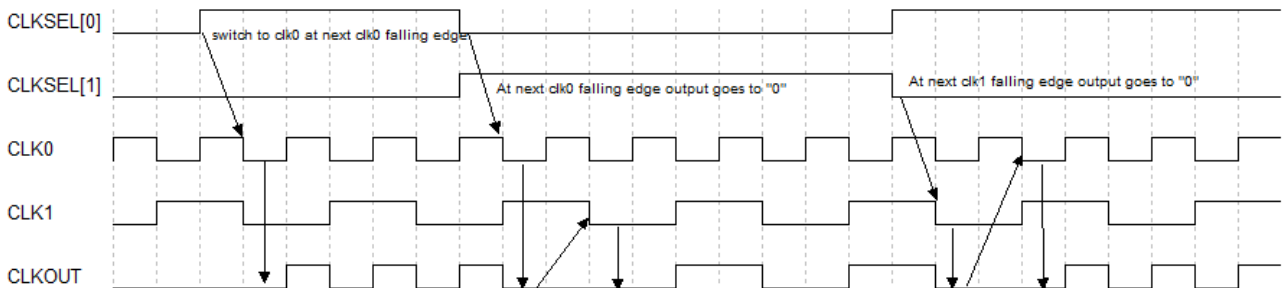 CLKSEL[0]
switch to clk0 at next clk0 falling edge
CLKSEL[1]
At next clk0 falling edge output goes to "0"
At next clk1 falling edge output goes to "0"
CLK0
CLK1
CLKOUT